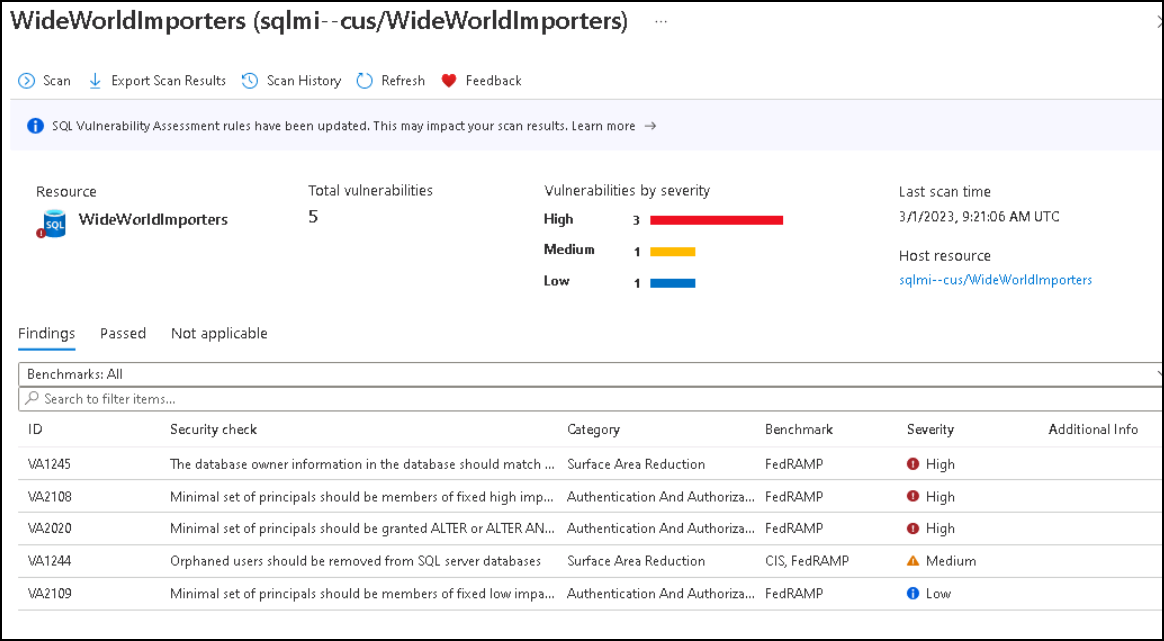 WideWorldImporters (sqlmi--cus/WideWorldImporters) ...
Scan Export Scan Results Scan History Refresh Feedback
SQL Vulnerability Assessment rules have been updated. This may impact your scan results. Learn more →
Resource Total vulnerabilities Vulnerabilities by severity Last scan time
SQL WideWorldImporters 5 High 3 3/1/2023, 9:21:06 AM UTC
Medium 1 Host resource
Low 1 sqlmi--cus/WideWorldImporters
Findings Passed Not applicable
Benchmarks: All
Search to filter items...
ID Security check Category Benchmark Severity Additional Info
VA1245 The database owner information in the database should match ... Surface Area Reduction FedRAMP High
VA2108 Minimal set of principals should be members of fixed high imp... Authentication And Authoriza... FedRAMP High
VA2020 Minimal set of principals should be granted ALTER or ALTER AN... Authentication And Authoriza... FedRAMP High
VA1244 Orphaned users should be removed from SQL server databases Surface Area Reduction CIS, FedRAMP Medium
VA2109 Minimal set of principals should be members of fixed low impa... Authentication And Authoriza... FedRAMP Low